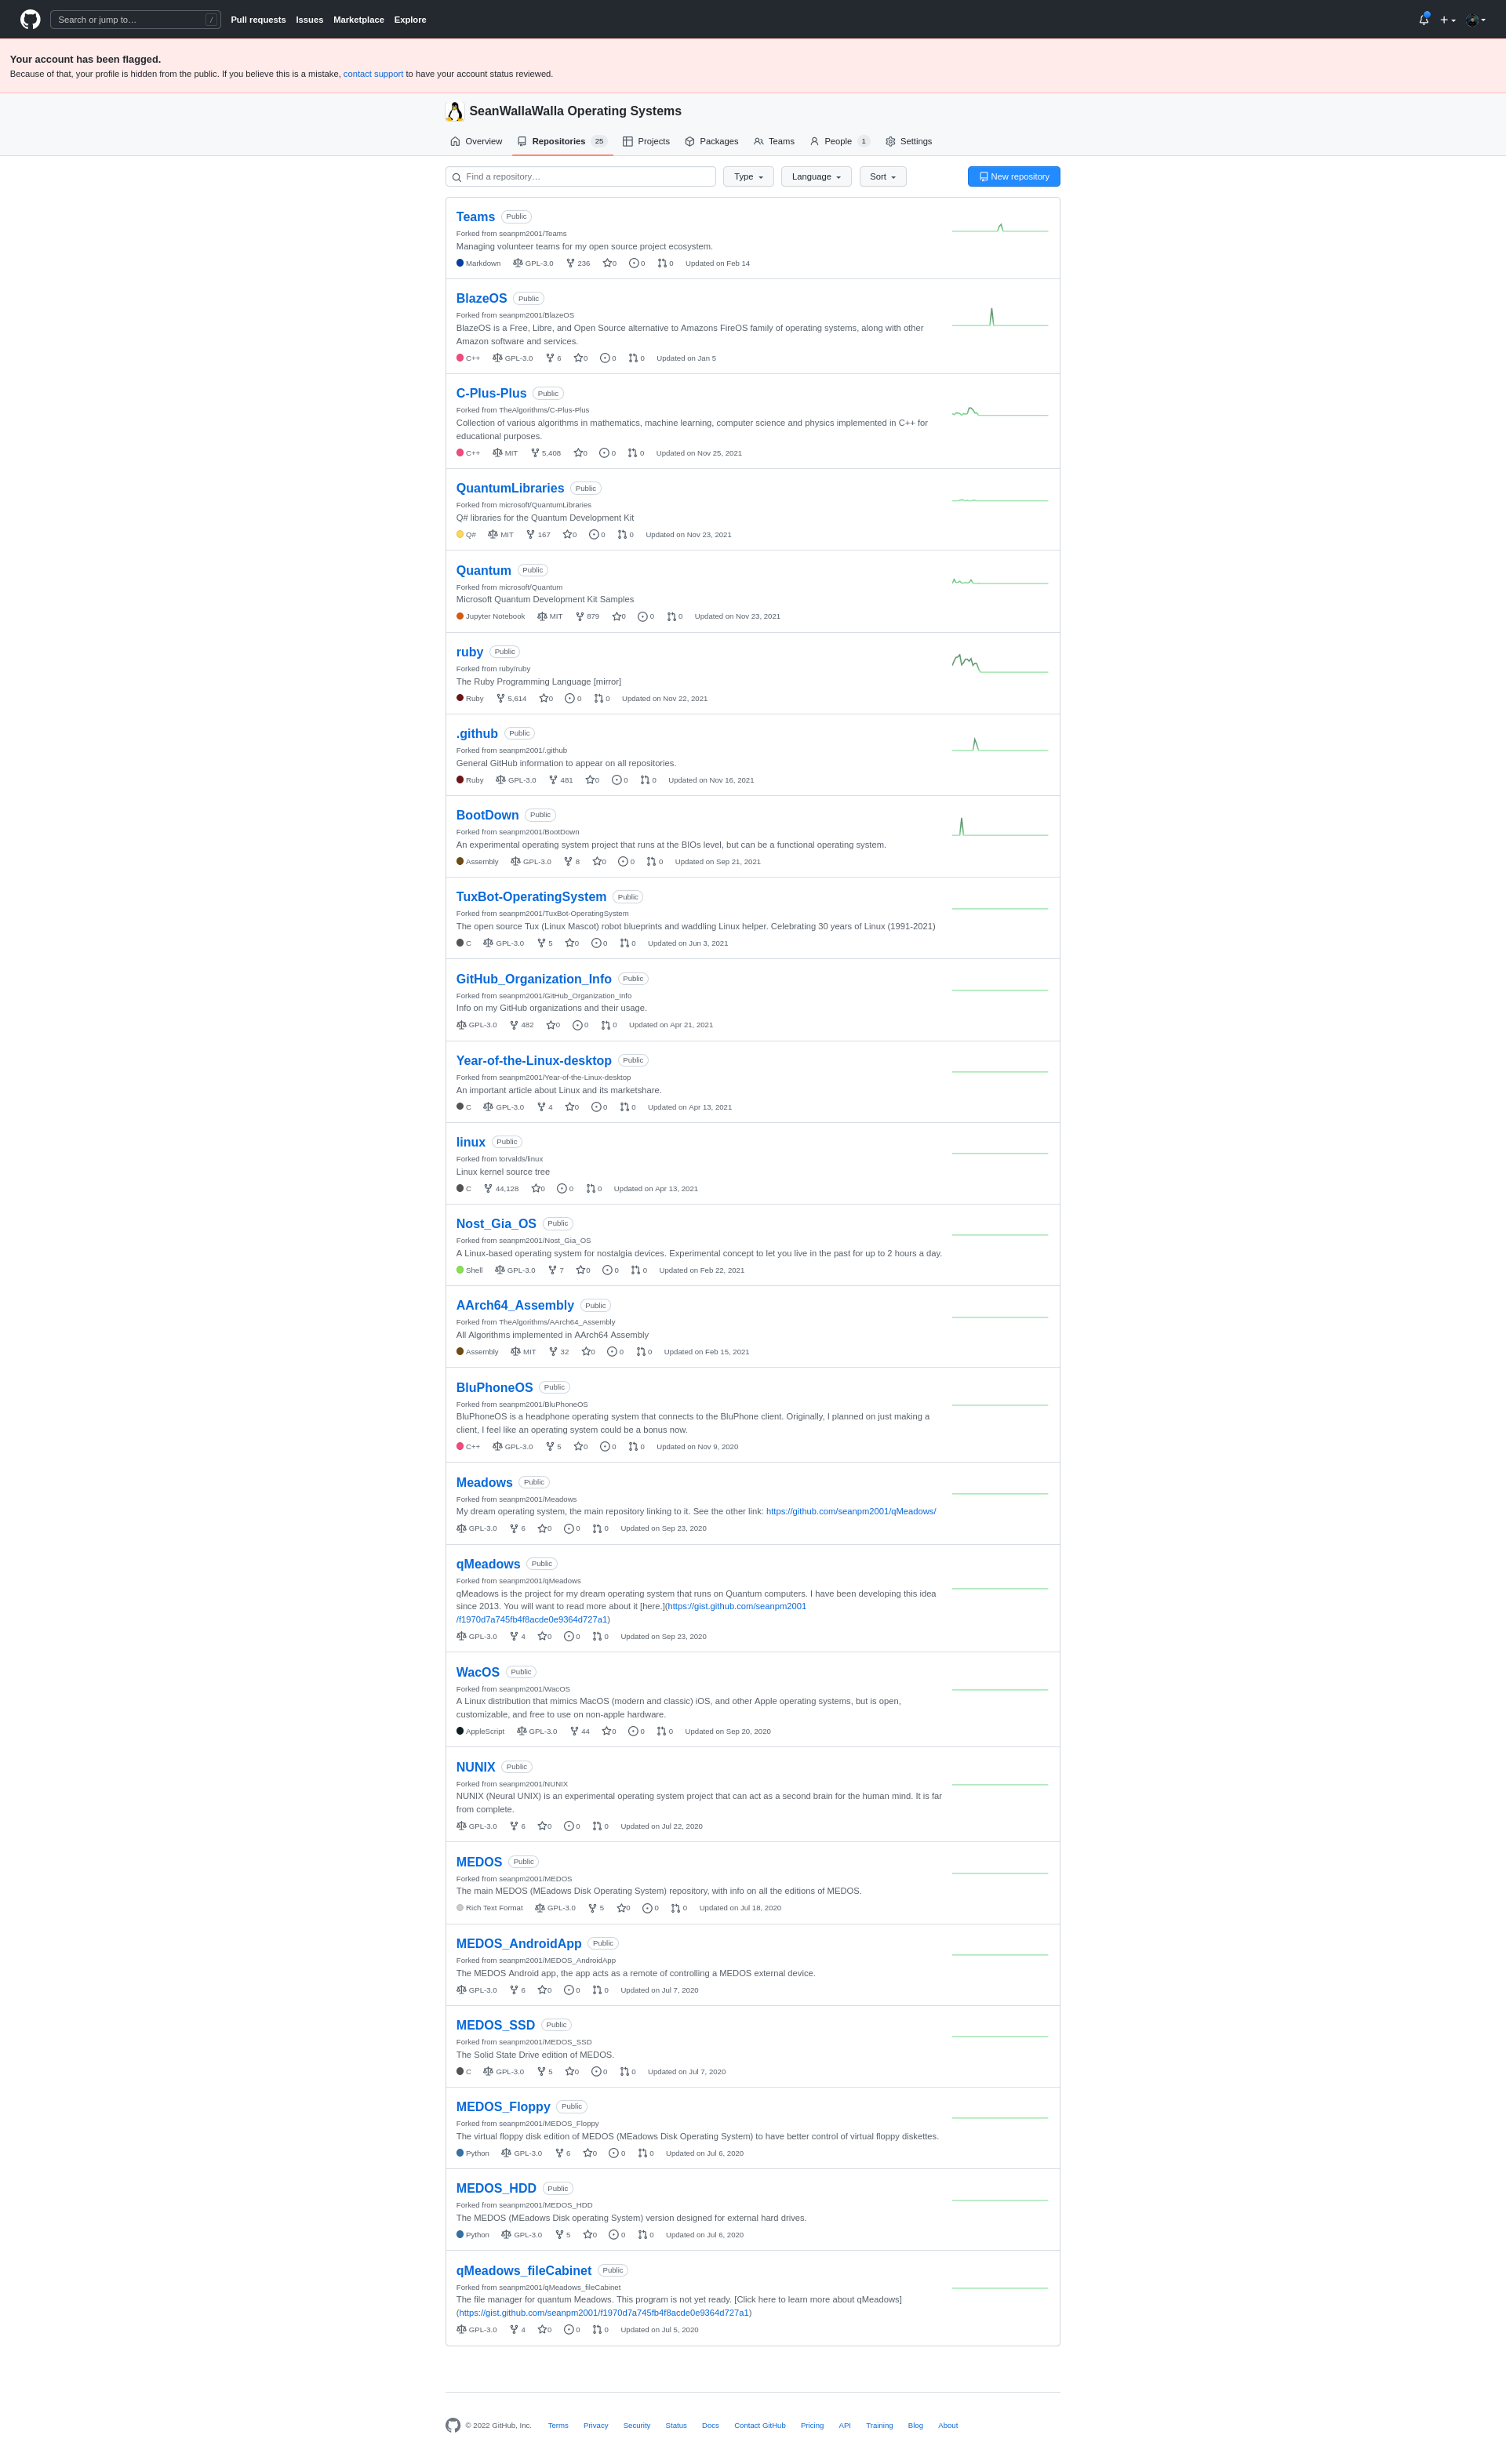 Search or jump to… /
Pull requests Issues Marketplace Explore
Your account has been flagged.
Because of that, your profile is hidden from the public. If you believe this is a mistake, contact support to have your account status reviewed.
SeanWallaWalla Operating Systems
Overview Repositories 25 Projects Packages Teams People 1 Settings
Find a repository… Type Language Sort New repository
Teams Public
Forked from seanpm2001/Teams
Managing volunteer teams for my open source project ecosystem.
Markdown GPL-3.0 236 0 0 0 Updated on Feb 14
BlazeOS Public
Forked from seanpm2001/BlazeOS
BlazeOS is a Free, Libre, and Open Source alternative to Amazons FireOS family of operating systems, along with other
Amazon software and services.
C++ GPL-3.0 6 0 0 0 Updated on Jan 5
C-Plus-Plus Public
Forked from TheAlgorithms/C-Plus-Plus
Collection of various algorithms in mathematics, machine learning, computer science and physics implemented in C++ for
educational purposes.
C++ MIT 5,408 0 0 0 Updated on Nov 25, 2021
QuantumLibraries Public
Forked from microsoft/QuantumLibraries
Q# libraries for the Quantum Development Kit
Q# MIT 167 0 0 0 Updated on Nov 23, 2021
Quantum Public
Forked from microsoft/Quantum
Microsoft Quantum Development Kit Samples
Jupyter Notebook MIT 879 0 0 0 Updated on Nov 23, 2021
ruby Public
Forked from ruby/ruby
The Ruby Programming Language [mirror]
Ruby 5,614 0 0 0 Updated on Nov 22, 2021
.github Public
Forked from seanpm2001/.github
General GitHub information to appear on all repositories.
Ruby GPL-3.0 481 0 0 0 Updated on Nov 16, 2021
BootDown Public
Forked from seanpm2001/BootDown
An experimental operating system project that runs at the BIOs level, but can be a functional operating system.
Assembly GPL-3.0 8 0 0 0 Updated on Sep 21, 2021
TuxBot-OperatingSystem Public
Forked from seanpm2001/TuxBot-OperatingSystem
The open source Tux (Linux Mascot) robot blueprints and waddling Linux helper. Celebrating 30 years of Linux (1991-2021)
C GPL-3.0 5 0 0 0 Updated on Jun 3, 2021
GitHub_Organization_Info Public
Forked from seanpm2001/GitHub_Organization_Info
Info on my GitHub organizations and their usage.
GPL-3.0 482 0 0 0 Updated on Apr 21, 2021
Year-of-the-Linux-desktop Public
Forked from seanpm2001/Year-of-the-Linux-desktop
An important article about Linux and its marketshare.
C GPL-3.0 4 0 0 0 Updated on Apr 13, 2021
linux Public
Forked from torvalds/linux
Linux kernel source tree
C 44,128 0 0 0 Updated on Apr 13, 2021
Nost_Gia_OS Public
Forked from seanpm2001/Nost_Gia_OS
A Linux-based operating system for nostalgia devices. Experimental concept to let you live in the past for up to 2 hours a day.
Shell GPL-3.0 7 0 0 0 Updated on Feb 22, 2021
AArch64_Assembly Public
Forked from TheAlgorithms/AArch64_Assembly
All Algorithms implemented in AArch64 Assembly
Assembly MIT 32 0 0 0 Updated on Feb 15, 2021
BluPhoneOS Public
Forked from seanpm2001/BluPhoneOS
BluPhoneOS is a headphone operating system that connects to the BluPhone client. Originally, I planned on just making a
client, I feel like an operating system could be a bonus now.
C++ GPL-3.0 5 0 0 0 Updated on Nov 9, 2020
Meadows Public
Forked from seanpm2001/Meadows
My dream operating system, the main repository linking to it. See the other link: https://github.com/seanpm2001/qMeadows/
GPL-3.0 6 0 0 0 Updated on Sep 23, 2020
qMeadows Public
Forked from seanpm2001/qMeadows
qMeadows is the project for my dream operating system that runs on Quantum computers. I have been developing this idea
since 2013. You will want to read more about it [here.](https://gist.github.com/seanpm2001
/f1970d7a745fb4f8acde0e9364d727a1)
GPL-3.0 4 0 0 0 Updated on Sep 23, 2020
WacOS Public
Forked from seanpm2001/WacOS
A Linux distribution that mimics MacOS (modern and classic) iOS, and other Apple operating systems, but is open,
customizable, and free to use on non-apple hardware.
AppleScript GPL-3.0 44 0 0 0 Updated on Sep 20, 2020
NUNIX Public
Forked from seanpm2001/NUNIX
NUNIX (Neural UNIX) is an experimental operating system project that can act as a second brain for the human mind. It is far
from complete.
GPL-3.0 6 0 0 0 Updated on Jul 22, 2020
MEDOS Public
Forked from seanpm2001/MEDOS
The main MEDOS (MEadows Disk Operating System) repository, with info on all the editions of MEDOS.
Rich Text Format GPL-3.0 5 0 0 0 Updated on Jul 18, 2020
MEDOS_AndroidApp Public
Forked from seanpm2001/MEDOS_AndroidApp
The MEDOS Android app, the app acts as a remote of controlling a MEDOS external device.
GPL-3.0 6 0 0 0 Updated on Jul 7, 2020
MEDOS_SSD Public
Forked from seanpm2001/MEDOS_SSD
The Solid State Drive edition of MEDOS.
C GPL-3.0 5 0 0 0 Updated on Jul 7, 2020
MEDOS_Floppy Public
Forked from seanpm2001/MEDOS_Floppy
The virtual floppy disk edition of MEDOS (MEadows Disk Operating System) to have better control of virtual floppy diskettes.
Python GPL-3.0 6 0 0 0 Updated on Jul 6, 2020
MEDOS_HDD Public
Forked from seanpm2001/MEDOS_HDD
The MEDOS (MEadows Disk operating System) version designed for external hard drives.
Python GPL-3.0 5 0 0 0 Updated on Jul 6, 2020
qMeadows_fileCabinet Public
Forked from seanpm2001/qMeadows_fileCabinet
The file manager for quantum Meadows. This program is not yet ready. [Click here to learn more about qMeadows]
(https://gist.github.com/seanpm2001/f1970d7a745fb4f8acde0e9364d727a1)
GPL-3.0 4 0 0 0 Updated on Jul 5, 2020
© 2022 GitHub, Inc. Terms Privacy Security Status Docs Contact GitHub Pricing API Training Blog About